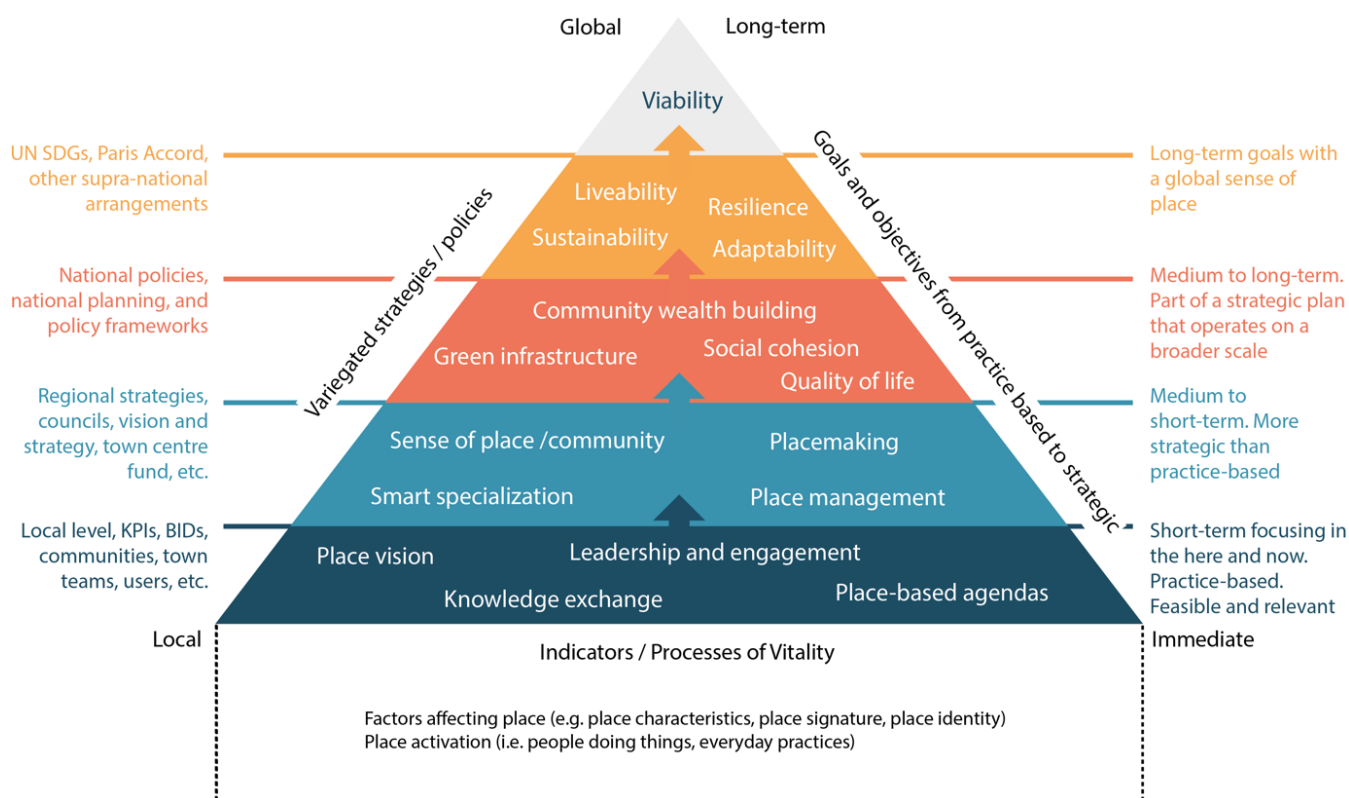 Global
Long-term
Viability
UN SDGs, Paris Accord,
other supra-national
arrangements
Variegated strategies / policies
Liveability
Resilience
Sustainability
Adaptability
Goals and objectives from practice based to strategic
Long-term goals with
a global sense of
place
National policies,
national planning, and
policy frameworks
Community wealth building
Green infrastructure
Social cohesion
Quality of life
Medium to long-term.
Part of a strategic plan
that operates on a
broader scale
Regional strategies,
councils, vision and
strategy, town centre
fund, etc.
Sense of place /community
Placemaking
Smart specialization
Place management
Medium to
short-term. More
strategic than
practice-based
Local level, KPIs, BIDs,
communities, town
teams, users, etc.
Place vision
Leadership and engagement
Knowledge exchange
Place-based agendas
Short-term focusing in
the here and now.
Practice-based.
Feasible and relevant
Local
Immediate
Indicators / Processes of Vitality
Factors affecting place (e.g. place characteristics, place signature, place identity)
Place activation (i.e. people doing things, everyday practices)